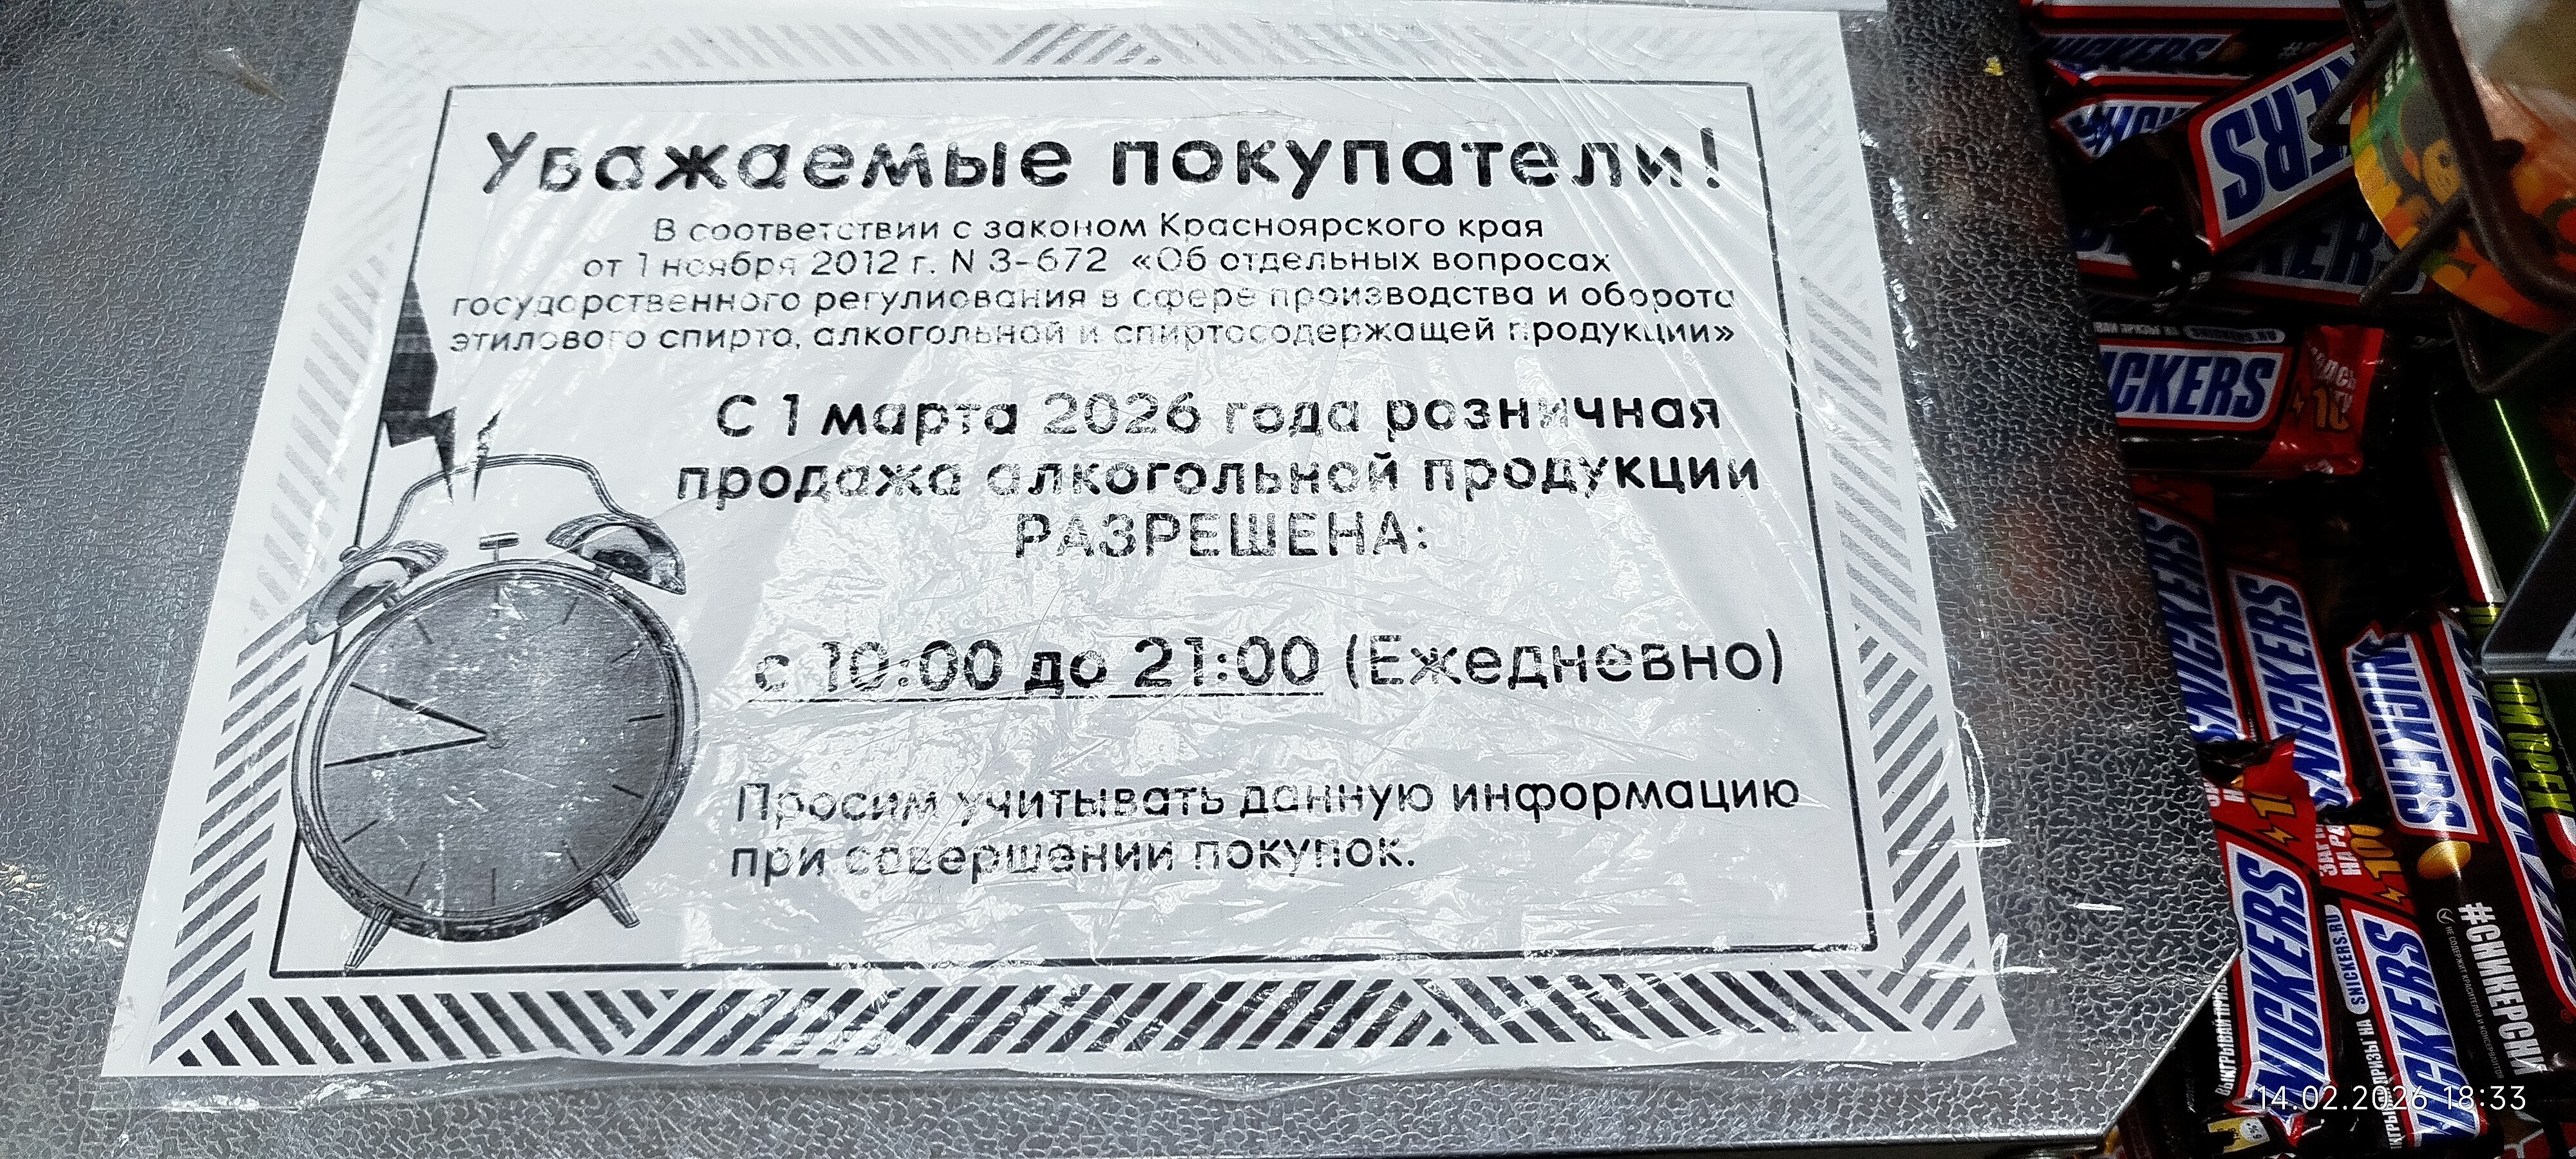 Уважаемые покупатели!
В соответствии с законом Красноярского края
от 1 ноября 2012 г. N 3-672 «Об отдельных вопросах
государственного регулиования в сфере производства и оборота
этилового спирта, алкогольной и спиртосодержащей продукции»
С 1 марта 2026 года розничная
продажа алкогольной продукции
РАЗРЕШЕНА:
с 10:00 до 21:00 (Ежедневно)
Просим учитывать данную информацию
при совершении покупок.
SNICKERS
SNICKERS
SNICKERS
SNICKERS
SNICKERS
SNICKERS.RU
#СНИКЕРСНИ
14.02.2026 18:33